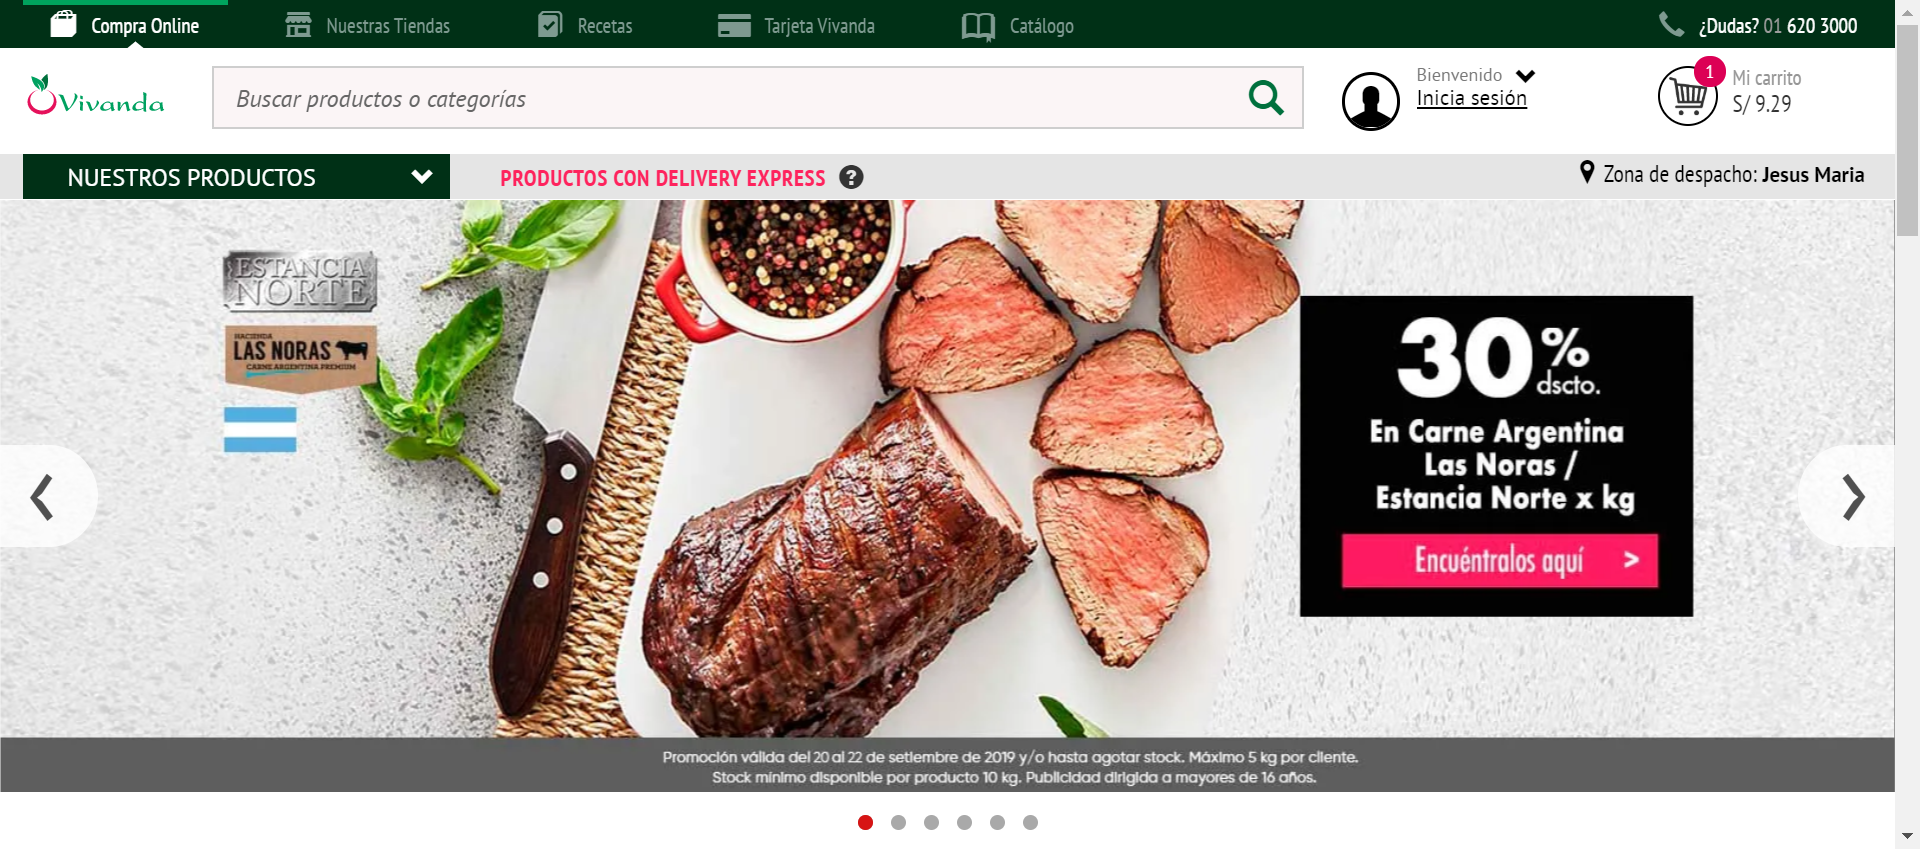 Compra Online
Nuestras Tiendas
Recetas
Tarjeta Vivanda
Catálogo
¿Dudas? 01 620 3000
Vivanda
Buscar productos o categorías
Bienvenido
Inicia sesión
1
Mi carrito
S/ 9.29
NUESTROS PRODUCTOS
PRODUCTOS CON DELIVERY EXPRESS ?
Zona de despacho: Jesus Maria
ESTANCIA
NORTE
HACIENDA
LAS NORAS
CARNE ARGENTINA PREMIUM
30%
dscto.
En Carne Argentina
Las Noras /
Estancia Norte x kg
Encuéntralos aquí >
Promoción válida del 20 al 22 de setiembre de 2019 y/o hasta agotar stock. Máximo 5 kg por cliente.
Stock mínimo disponible por producto 10 kg. Publicidad dirigida a mayores de 16 años.